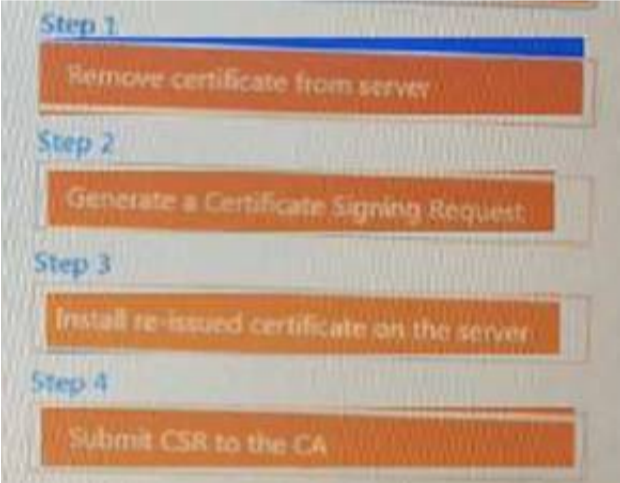 Step 1
Remove certificate from server
Step 2
Generate a Certificate Signing Request
Step 3
Install re-issued certificate on the server
Step 4
Submit CSR to the CA